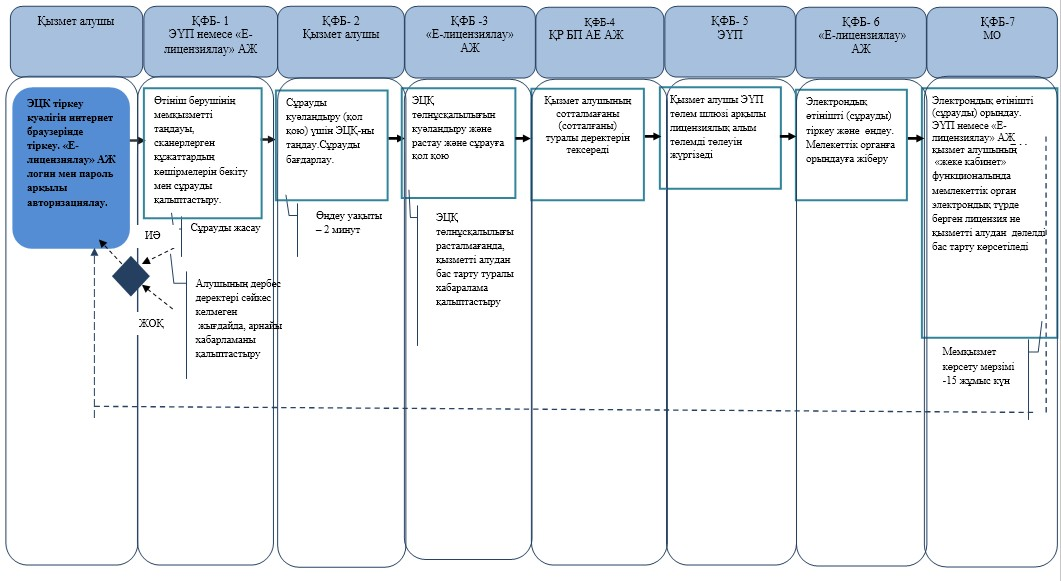 Қызмет алушы
ҚФБ- 1
ЭҮП немесе «Е-
лицензиялау» АЖ
ҚФБ- 2
Қызмет алушы
ҚФБ -3
«Е-лицензиялау»
АЖ
ҚФБ-4
ҚР БП АЕ АЖ
ҚФБ- 5
ЭҮП
ҚФБ- 6
«Е-лицензиялау»
АЖ
ҚФБ-7
МО
ЭЦК тіркеу
куәлігін интернет
браузерінде
тіркеу. «Е-
лицензиялау» АЖ
логин мен пароль
арқылы
авторизациялау.
Өтініш берушінің
мемқызметті
таңдауы,
сканерлерген
құжаттардың
көшірмелерін бекіту
мен сұрауды
қалыптастыру.
Сұрауды
куәландыру (қол
қою) үшін ЭЦҚ-ны
таңдау.Сұрауды
бағдарлау.
ЭЦҚ
төлнұсқалылығын
куәландыру және
растау және сұрауға
қол қою
Қызмет алушының
сотталмағаны
(сотталғаны)
туралы деректерін
тексереді
Қызмет алушы ЭҮП
төлем шлюзі арқылы
лицензиялық алым
төлемді төлеуін
жүргізеді
Электрондық
өтінішті (сұрауды)
тіркеу және өңдеу.
Мелекеттік органға
орындауға жіберу
Электрондық өтінішті
(сұрауды) орындау.
ЭҮП немесе «Е-
лицензиялау» АЖ
қызмет алушының
«жеке кабинет»
функционалында
мемлекеттік орган
электрондық түрде
берген лицензия не
қызметті алудан дәлелді
бас тарту көрсетіледі
ИӘ
Сұрауды жасау
Өңдеу уақыты
– 2 минут
ЭЦҚ
төлнұсқалылығы
расталмағанда,
қызметті алудан
бас тарту туралы
хабаралама
қалыптастыру
Алушының дербес
деректері сәйкес
келмеген
жығдайда, арнайы
хабарламаны
қалыптастыру
ЖОҚ
Мемқызмет
көрсету мерзімі
-15 жұмыс күн